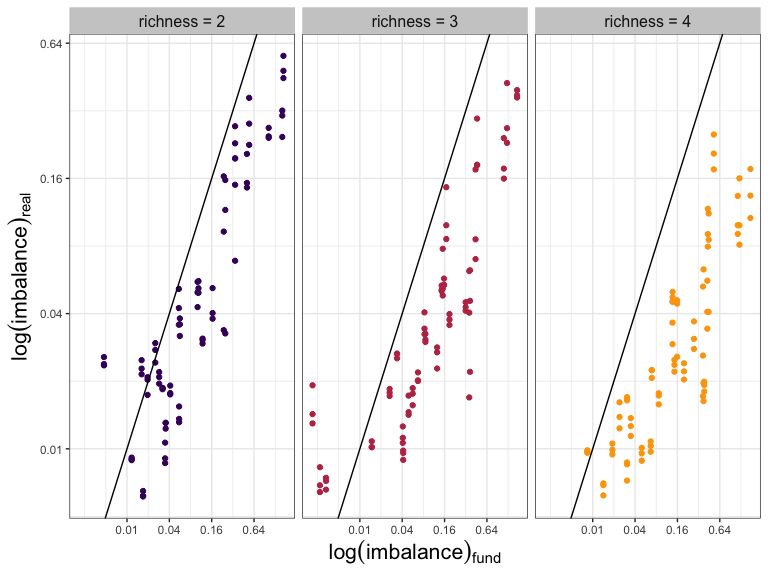 richness = 2
richness = 3
richness = 4
0.64
0.16
0.04
0.01
log(imbalance)real
0.01 0.04 0.16 0.64
0.01 0.04 0.16 0.64
0.01 0.04 0.16 0.64
log(imbalance)fund